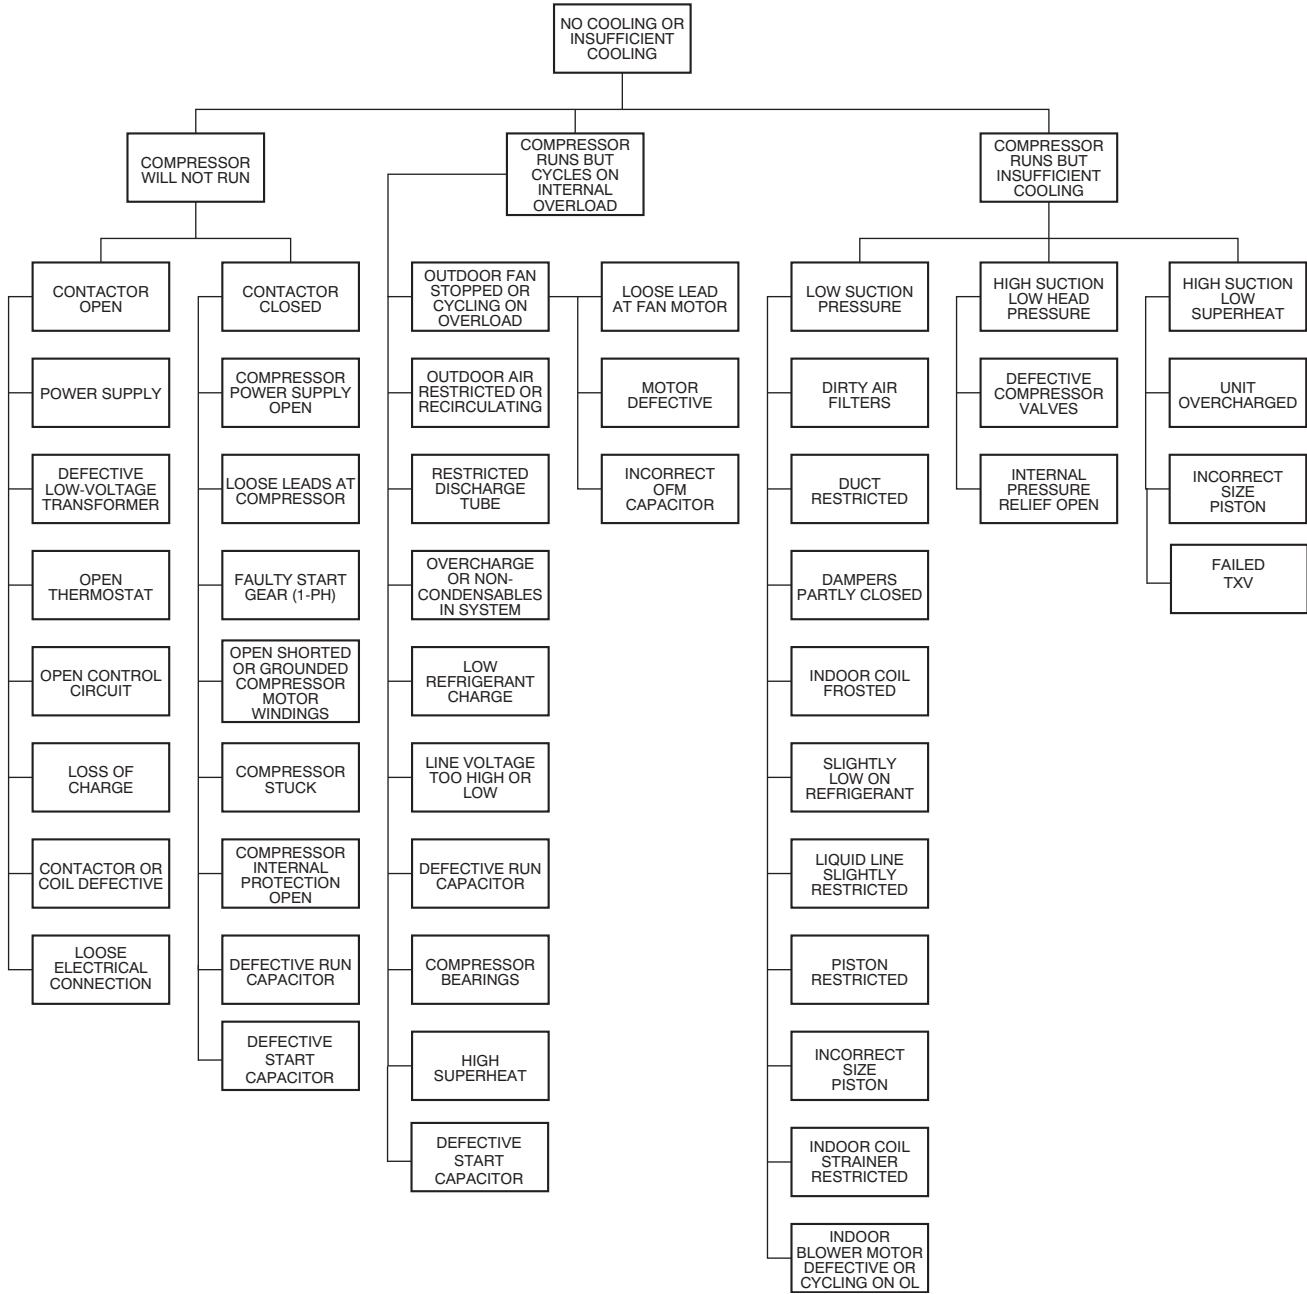 NO COOLING OR
INSUFFICIENT
COOLING
COMPRESSOR
WILL NOT RUN
COMPRESSOR
RUNS BUT
CYCLES ON
INTERNAL
OVERLOAD
COMPRESSOR
RUNS BUT
INSUFFICIENT
COOLING
CONTACTOR
OPEN
POWER SUPPLY
DEFECTIVE
LOW-VOLTAGE
TRANSFORMER
OPEN
THERMOSTAT
OPEN CONTROL
CIRCUIT
LOSS OF
CHARGE
CONTACTOR OR
COIL DEFECTIVE
LOOSE
ELECTRICAL
CONNECTION
CONTACTOR
CLOSED
COMPRESSOR
POWER SUPPLY
OPEN
LOOSE LEADS AT
COMPRESSOR
FAULTY START
GEAR (1-PH)
OPEN SHORTED
OR GROUNDED
COMPRESSOR
MOTOR
WINDINGS
COMPRESSOR
STUCK
COMPRESSOR
INTERNAL
PROTECTION
OPEN
DEFECTIVE RUN
CAPACITOR
DEFECTIVE
START
CAPACITOR
OUTDOOR FAN
STOPPED OR
CYCLING ON
OVERLOAD
OUTDOOR AIR
RESTRICTED OR
RECIRCULATING
RESTRICTED
DISCHARGE
TUBE
OVERCHARGE
OR NON-
CONDENSABLES
IN SYSTEM
LOW
REFRIGERANT
CHARGE
LINE VOLTAGE
TOO HIGH OR
LOW
DEFECTIVE RUN
CAPACITOR
COMPRESSOR
BEARINGS
HIGH
SUPERHEAT
DEFECTIVE
START
CAPACITOR
LOOSE LEAD
AT FAN MOTOR
MOTOR
DEFECTIVE
INCORRECT
OFM
CAPACITOR
LOW SUCTION
PRESSURE
DIRTY AIR
FILTERS
DUCT
RESTRICTED
DAMPERS
PARTLY CLOSED
INDOOR COIL
FROSTED
SLIGHTLY
LOW ON
REFRIGERANT
LIQUID LINE
SLIGHTLY
RESTRICTED
PISTON
RESTRICTED
INCORRECT
SIZE
PISTON
INDOOR COIL
STRAINER
RESTRICTED
INDOOR
BLOWER MOTOR
DEFECTIVE OR
CYCLING ON OL
HIGH SUCTION
LOW HEAD
PRESSURE
DEFECTIVE
COMPRESSOR
VALVES
INTERNAL
PRESSURE
RELIEF OPEN
HIGH SUCTION
LOW
SUPERHEAT
UNIT
OVERCHARGED
INCORRECT
SIZE
PISTON
FAILED
TXV